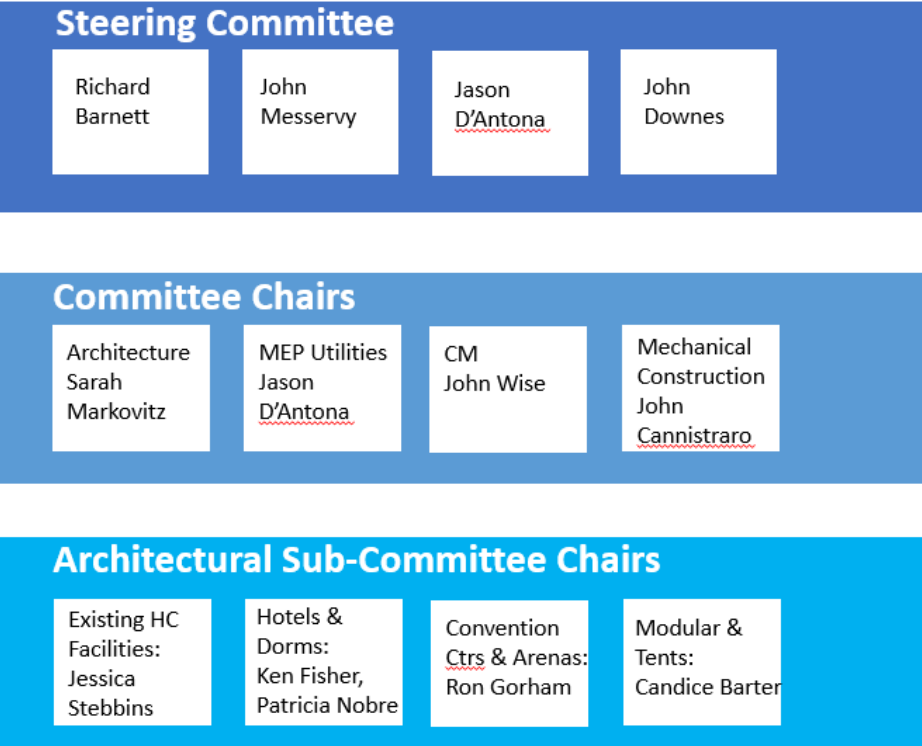 Steering Committee
Richard
Barnett
John
Messervy
Jason
D’Antona
John
Downes
Committee Chairs
Architecture
Sarah
Markovitz
MEP Utilities
Jason
D’Antona
CM
John Wise
Mechanical
Construction
John
Cannistraro
Architectural Sub-Committee Chairs
Existing HC
Facilities:
Jessica
Stebbins
Hotels &
Dorms:
Ken Fisher,
Patricia Nobre
Convention
Ctrs & Arenas:
Ron Gorham
Modular &
Tents:
Candice Barter